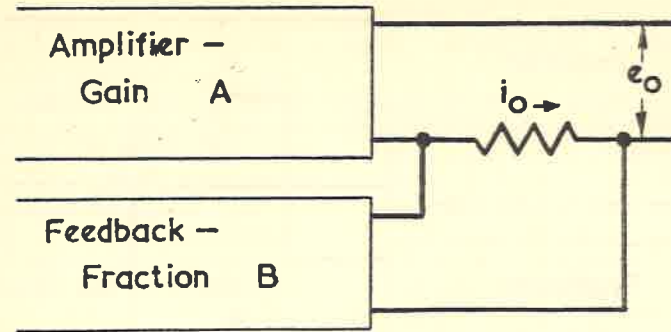 Amplifier –
Gain A
i₀→
e₀
Feedback –
Fraction B